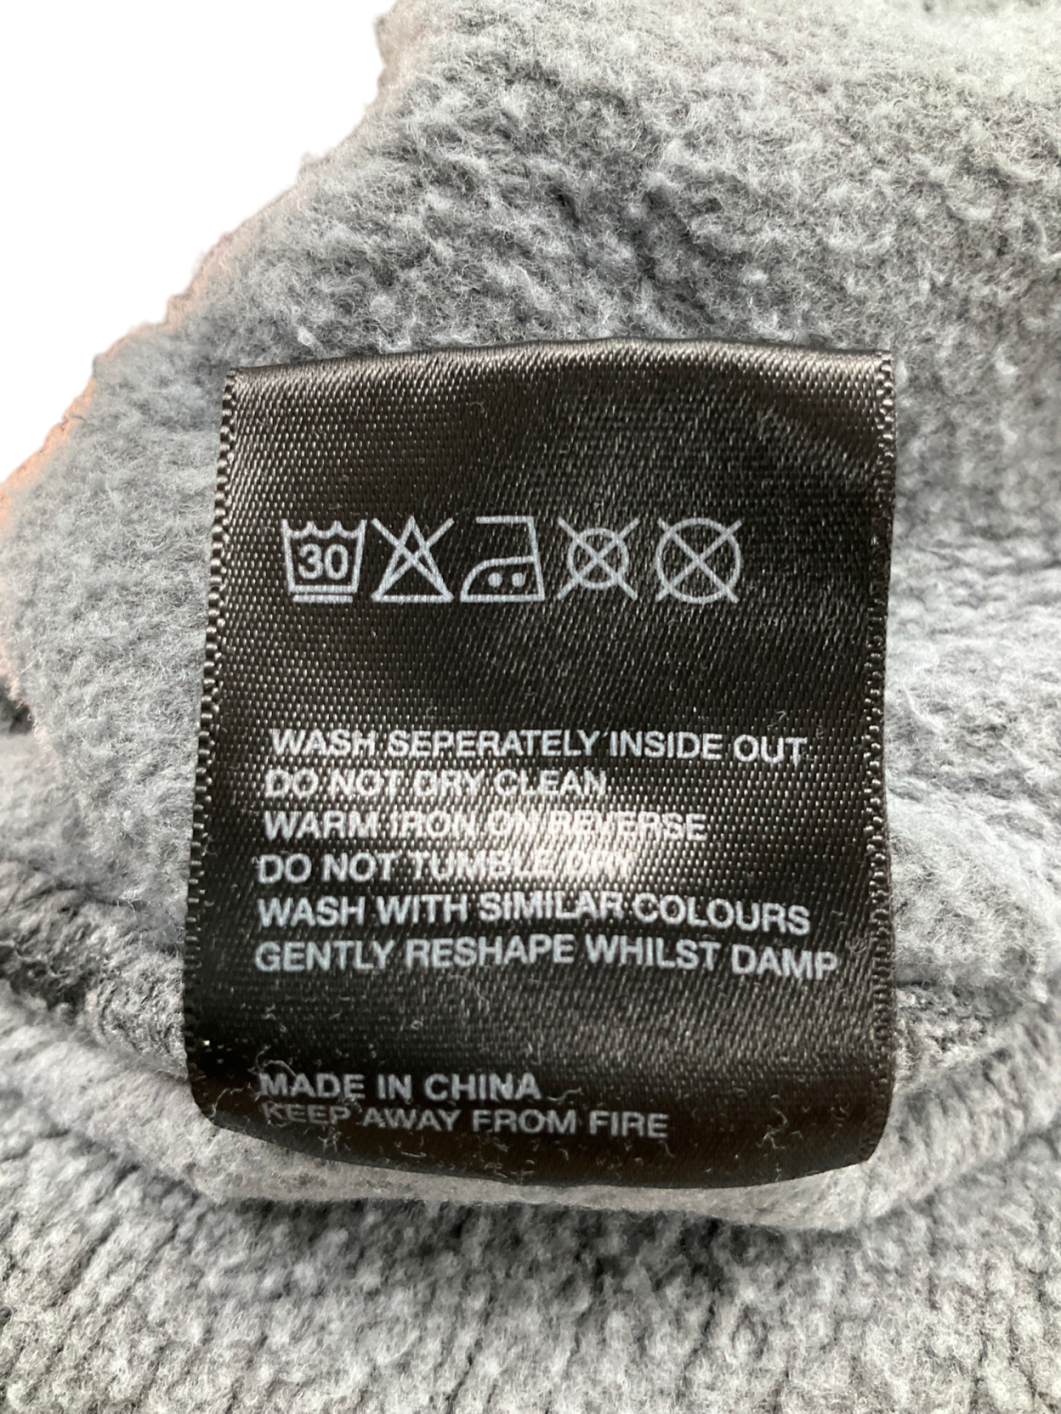 30
WASH SEPERATELY INSIDE OUT
DO NOT DRY CLEAN
WARM IRON ON REVERSE
DO NOT TUMBLE DRY
WASH WITH SIMILAR COLOURS
GENTLY RESHAPE WHILST DAMP
MADE IN CHINA
KEEP AWAY FROM FIRE